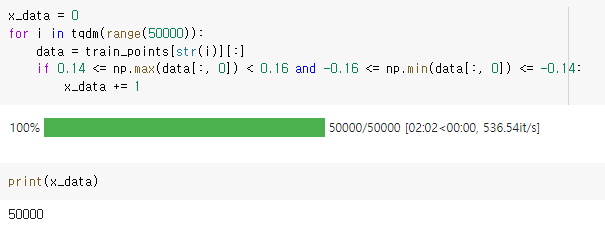 x_data = 0
for i in tqdm(range(50000)):
    data = train_points[str(i)][:]
    if 0.14 <= np.max(data[:, 0]) < 0.16 and -0.16 <= np.min(data[:, 0]) <= -0.14:
        x_data += 1
100% 50000/50000 [02:02<00:00, 536.54it/s]
print(x_data)
50000